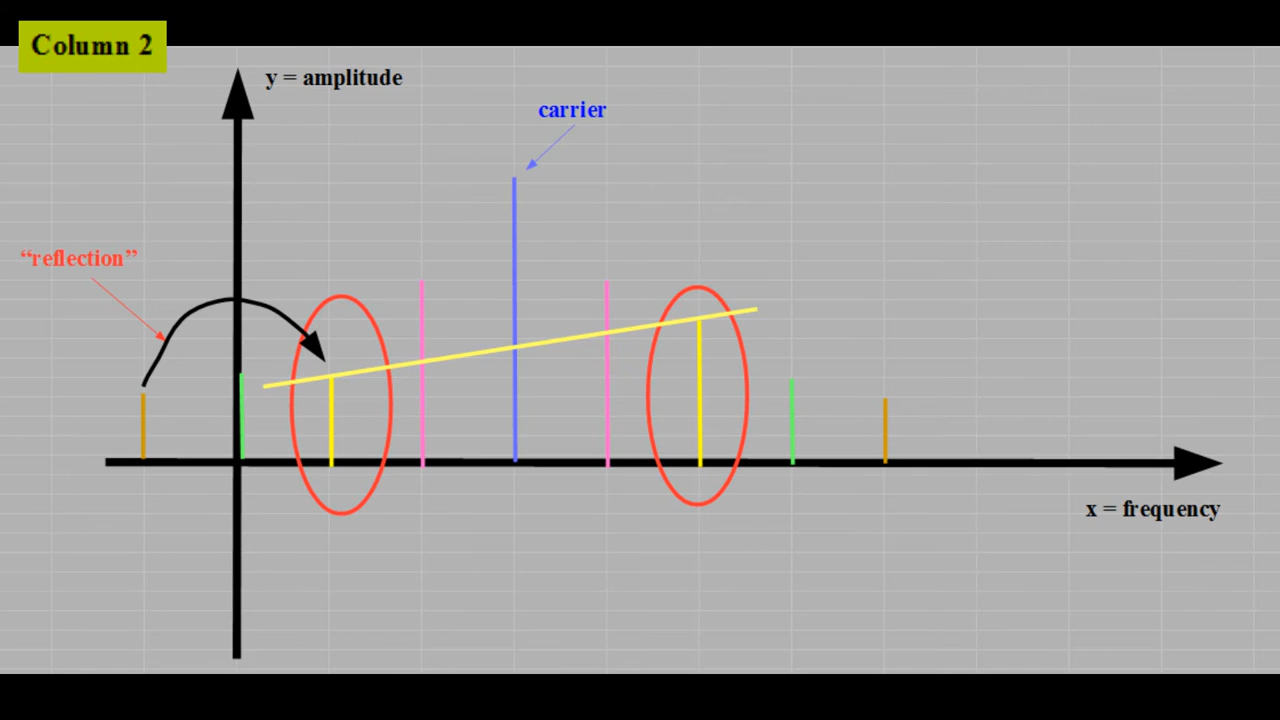 Column 2
y = amplitude
carrier
“reflection”
x = frequency